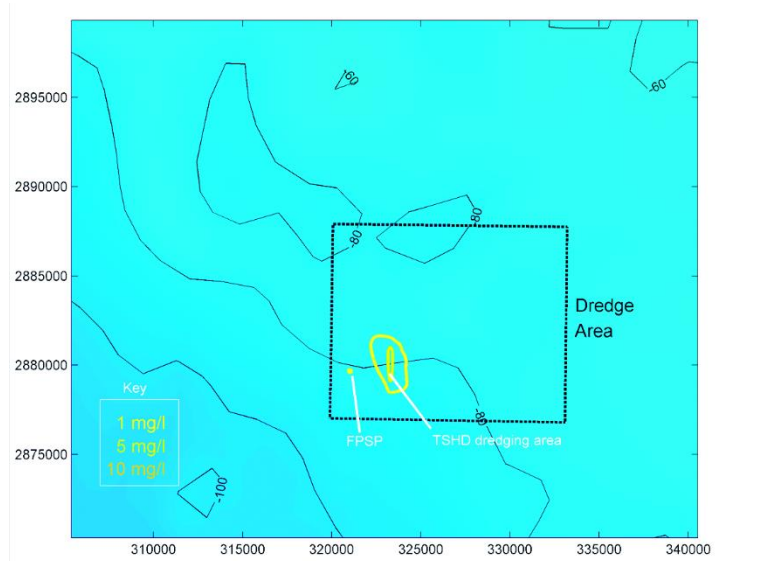 2895000
2890000
2885000
2880000
2875000
-60
-60
-80
-80
Dredge
Area
Key
1 mg/l
5 mg/l
10 mg/l
FPSP
TSHD dredging area
-80
-100
310000
315000
320000
325000
330000
335000
340000